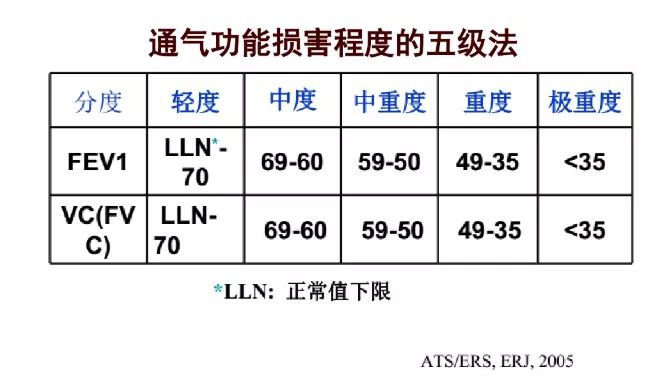 通气功能损害程度的五级法
分度 轻度 中度 中重度 重度 极重度
FEV1 LLN*-70 69-60 59-50 49-35 <35
VC(FVC) LLN-70 69-60 59-50 49-35 <35
*LLN: 正常值下限
ATS/ERS, ERJ, 2005